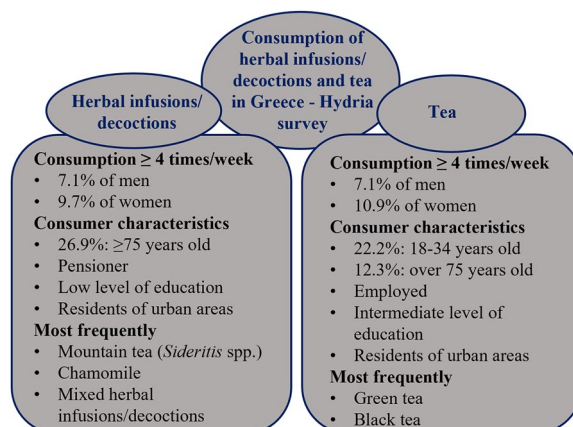 Consumption of
herbal infusions/
decoctions and tea
in Greece - Hydria
survey
Herbal infusions/
decoctions
Consumption ≥ 4 times/week
• 7.1% of men
• 9.7% of women
Consumer characteristics
• 26.9%: ≥75 years old
• Pensioner
• Low level of education
• Residents of urban areas
Most frequently
• Mountain tea (Sideritis spp.)
• Chamomile
• Mixed herbal
infusions/decoctions
Tea
Consumption ≥ 4 times/week
• 7.1% of men
• 10.9% of women
Consumer characteristics
• 22.2%: 18-34 years old
• 12.3%: over 75 years old
• Employed
• Intermediate level of
education
• Residents of urban areas
Most frequently
• Green tea
• Black tea